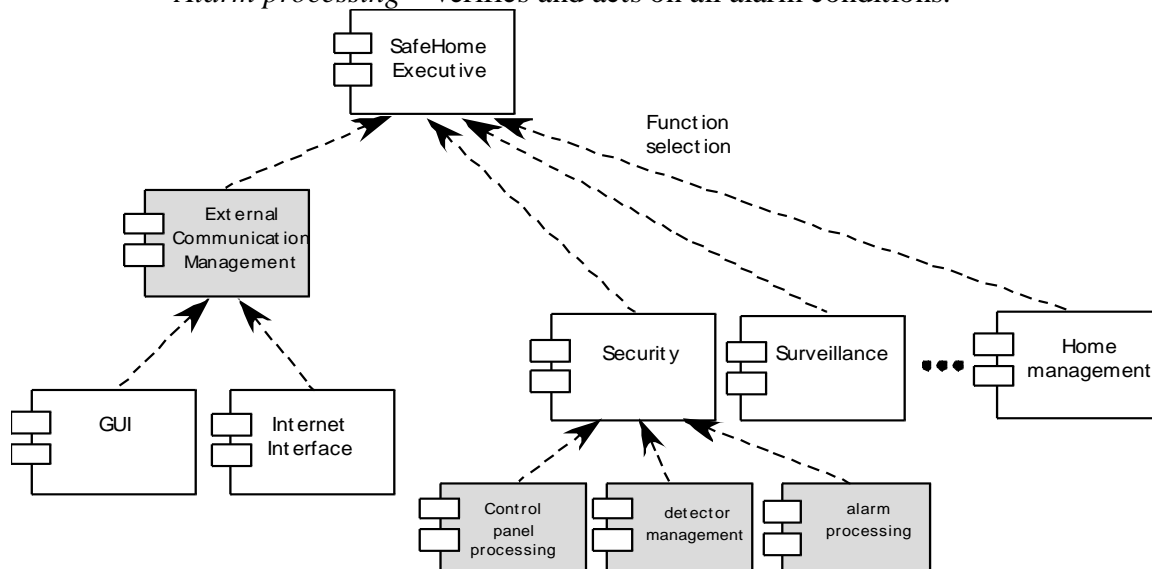 Alarm processing – verifies and acts on all alarm conditions.
SafeHome
Executive
Function
selection
External
Communication
Management
Security
Surveillance
Home
management
GUI
Internet
Interface
Control
panel
processing
detector
management
alarm
processing